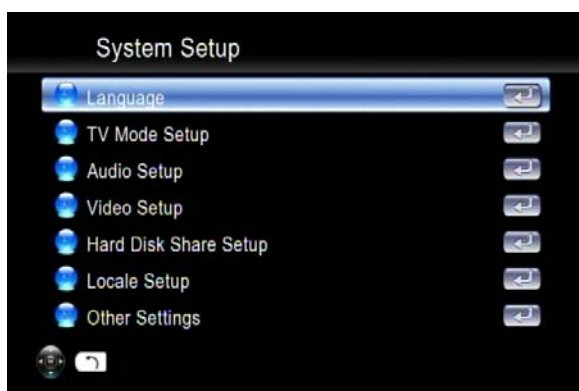 System Setup
Language
TV Mode Setup
Audio Setup
Video Setup
Hard Disk Share Setup
Locale Setup
Other Settings